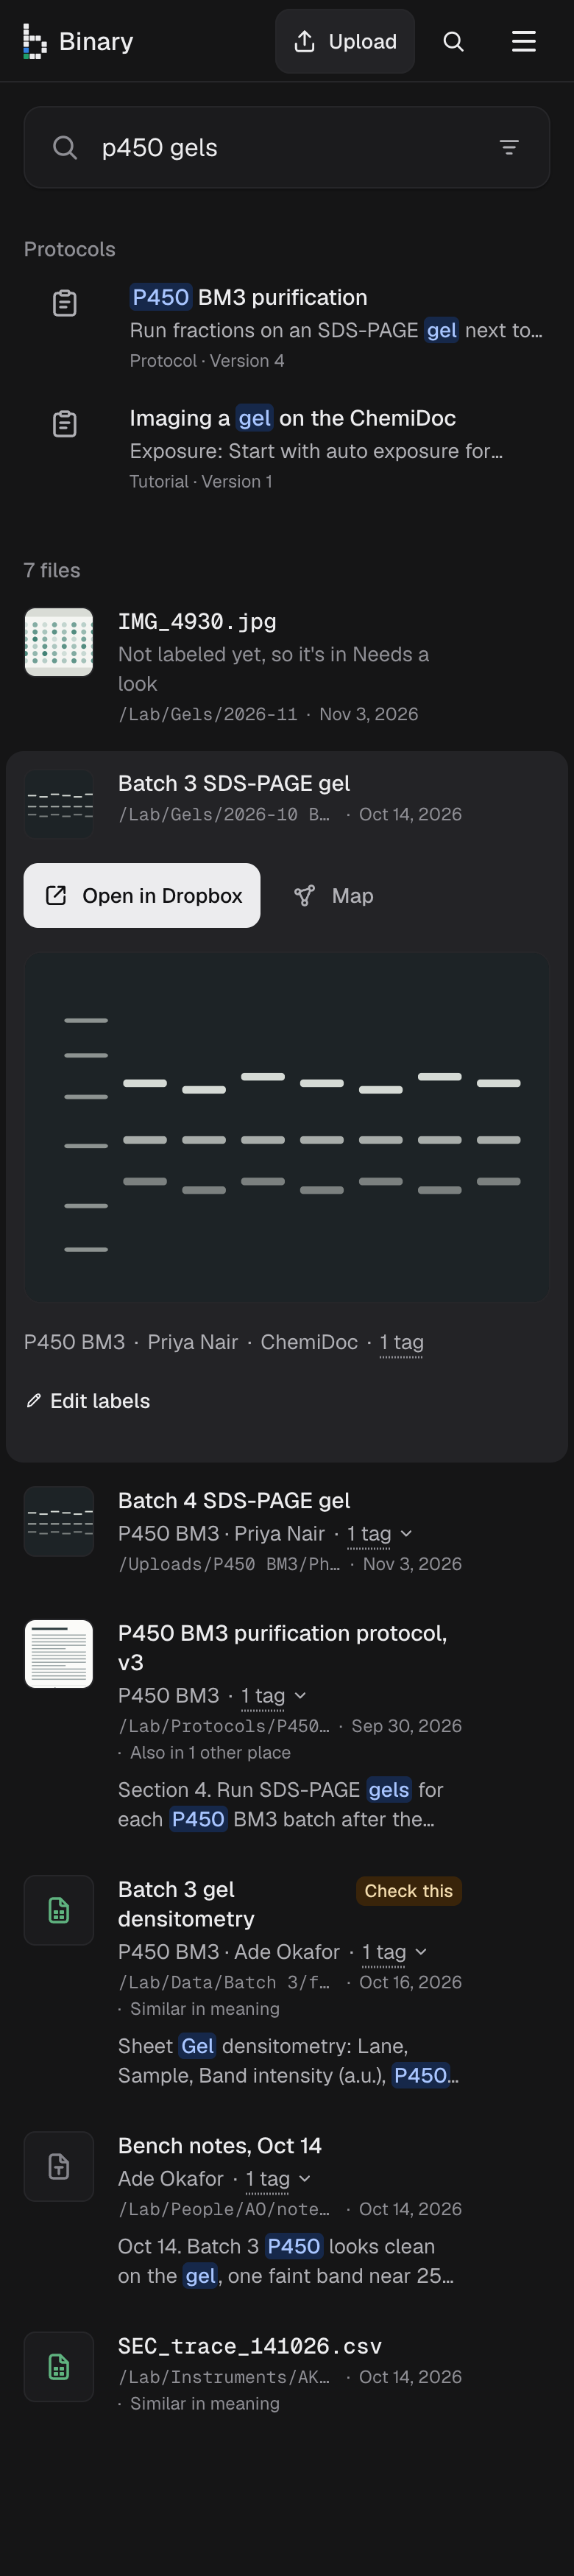 Binary
Upload
p450 gels
Protocols
P450 BM3 purification
Run fractions on an SDS-PAGE gel next to…
Protocol · Version 4
Imaging a gel on the ChemiDoc
Exposure: Start with auto exposure for…
Tutorial · Version 1
7 files
IMG_4930.jpg
Not labeled yet, so it's in Needs a
look
/Lab/Gels/2026-11 · Nov 3, 2026
Batch 3 SDS-PAGE gel
/Lab/Gels/2026-10 B… · Oct 14, 2026
Open in Dropbox
Map
P450 BM3 · Priya Nair · ChemiDoc · 1 tag
Edit labels
Batch 4 SDS-PAGE gel
P450 BM3 · Priya Nair · 1 tag
/Uploads/P450 BM3/Ph… · Nov 3, 2026
P450 BM3 purification protocol,
v3
P450 BM3 · 1 tag
/Lab/Protocols/P450… · Sep 30, 2026
· Also in 1 other place
Section 4. Run SDS-PAGE gels for
each P450 BM3 batch after the…
Batch 3 gel
densitometry
Check this
P450 BM3 · Ade Okafor · 1 tag
/Lab/Data/Batch 3/f… · Oct 16, 2026
· Similar in meaning
Sheet Gel densitometry: Lane,
Sample, Band intensity (a.u.), P450…
Bench notes, Oct 14
Ade Okafor · 1 tag
/Lab/People/AO/note… · Oct 14, 2026
Oct 14. Batch 3 P450 looks clean
on the gel, one faint band near 25…
SEC_trace_141026.csv
/Lab/Instruments/AK… · Oct 14, 2026
· Similar in meaning